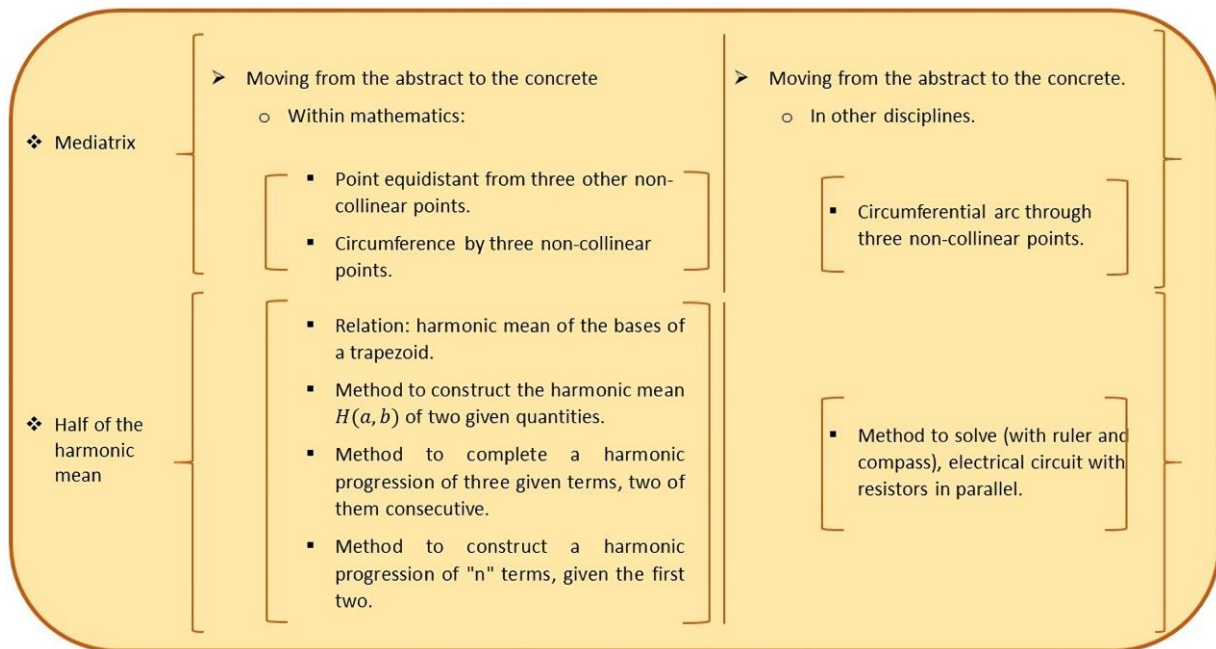 ❖ Mediatrix
➤ Moving from the abstract to the concrete
o Within mathematics:
▪ Point equidistant from three other non-
collinear points.
▪ Circumference by three non-collinear
points.
➤ Moving from the abstract to the concrete.
o In other disciplines.
▪ Circumferential arc through
three non-collinear points.
❖ Half of the
harmonic
mean
▪ Relation: harmonic mean of the bases of
a trapezoid.
▪ Method to construct the harmonic mean
H(a, b) of two given quantities.
▪ Method to complete a harmonic
progression of three given terms, two of
them consecutive.
▪ Method to construct a harmonic
progression of "n" terms, given the first
two.
▪ Method to solve (with ruler and
compass), electrical circuit with
resistors in parallel.